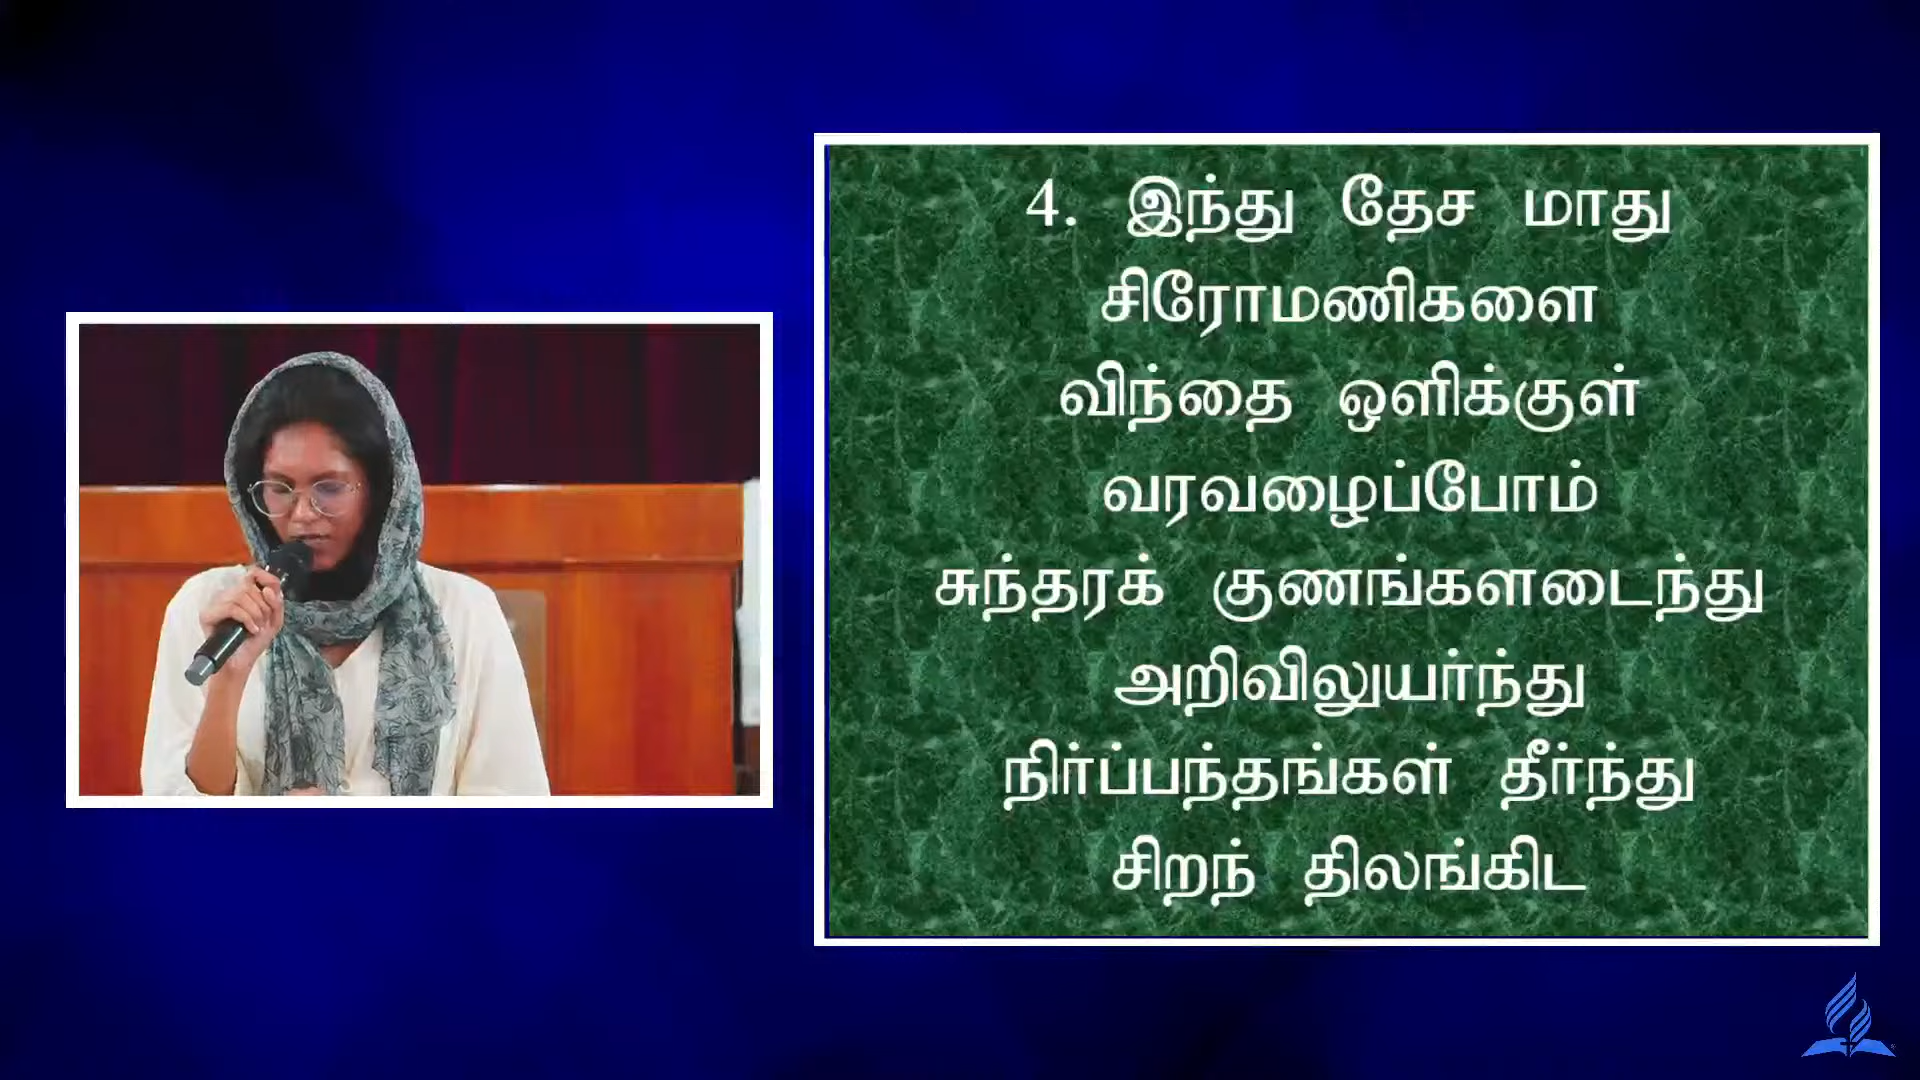 4. இந்து தேச மாது
சிரோமணிகளை
விந்தை ஒளிக்குள்
வரவழைப்போம்
சுந்தரக் குணங்களடைந்து
அறிவிலுயர்ந்து
நிர்ப்பந்தங்கள் தீர்ந்து
சிறந் திலங்கிட